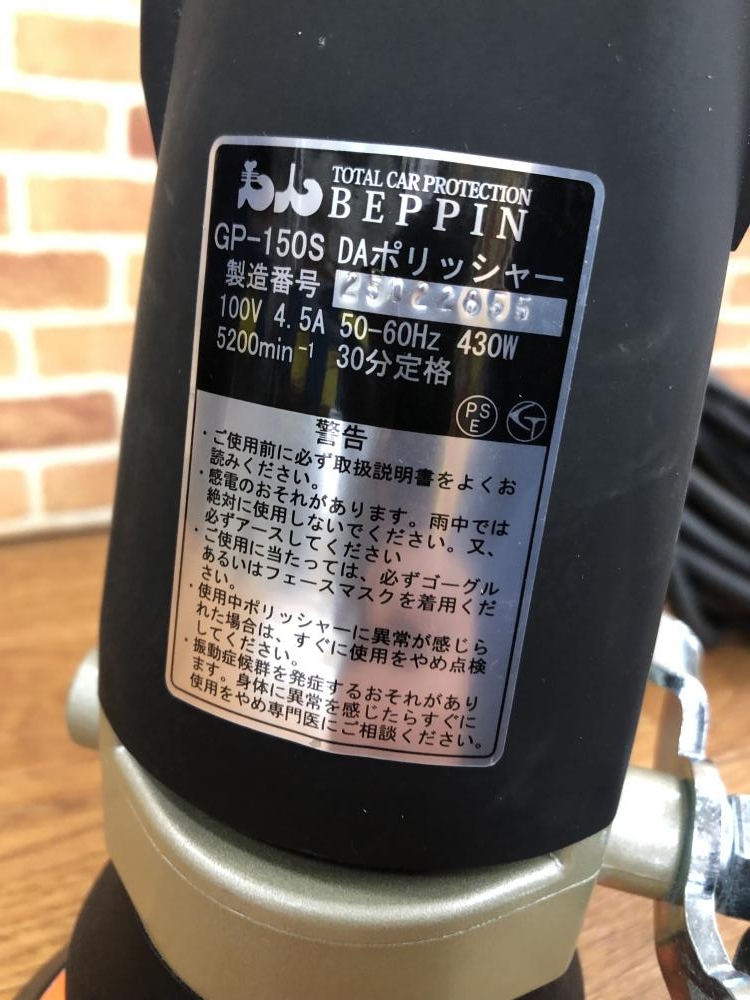 TOTAL CAR PROTECTION
BEPPIN
GP-150S DAポリッシャー
製造番号
100V 4.5A 50-60Hz 430W
5200min⁻¹ 30分定格
PS
E
警告
・ご使用前に必ず取扱説明書をよくお
読みください。
・感電のおそれがあります。雨中では
絶対に使用しないでください。又、
必ずアースしてください
・ご使用に当たっては、必ずゴーグル
あるいはフェースマスクを着用くだ
さい。
・使用中ポリッシャーに異常が感じら
れた場合は、すぐに使用をやめ点検
してください。
・振動症候群を発症するおそれがあり
ます。身体に異常を感じたらすぐに
使用をやめ専門医にご相談ください。